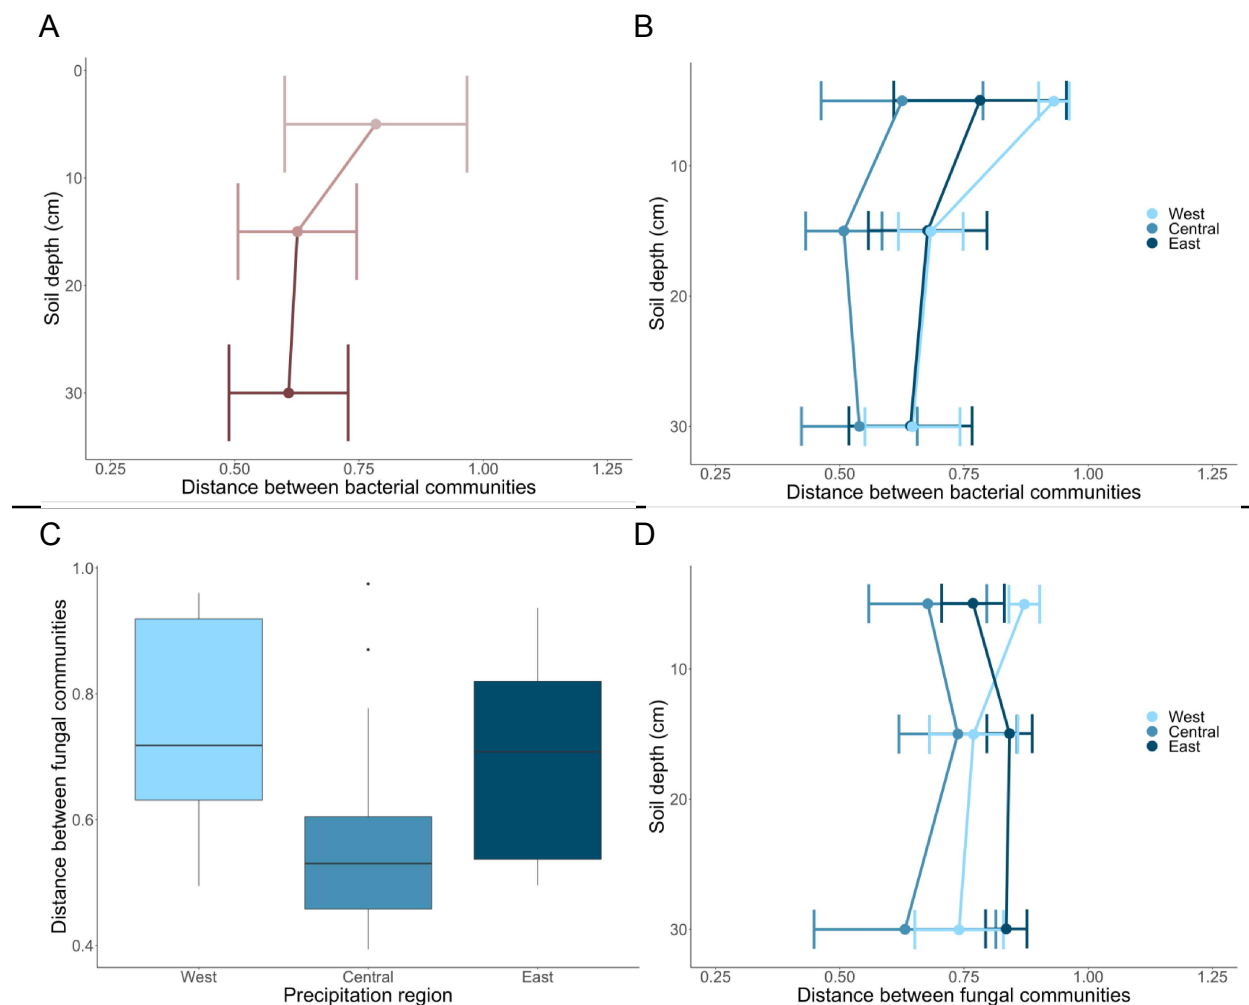 A
0
10
20
30
Soil depth (cm)
0.25 0.50 0.75 1.00 1.25
Distance between bacterial communities
B
10
20
30
Soil depth (cm)
West
Central
East
0.25 0.50 0.75 1.00 1.25
Distance between bacterial communities
C
1.0
0.8
0.6
0.4
Distance between fungal communities
West Central East
Precipitation region
D
10
20
30
Soil depth (cm)
West
Central
East
0.25 0.50 0.75 1.00 1.25
Distance between fungal communities